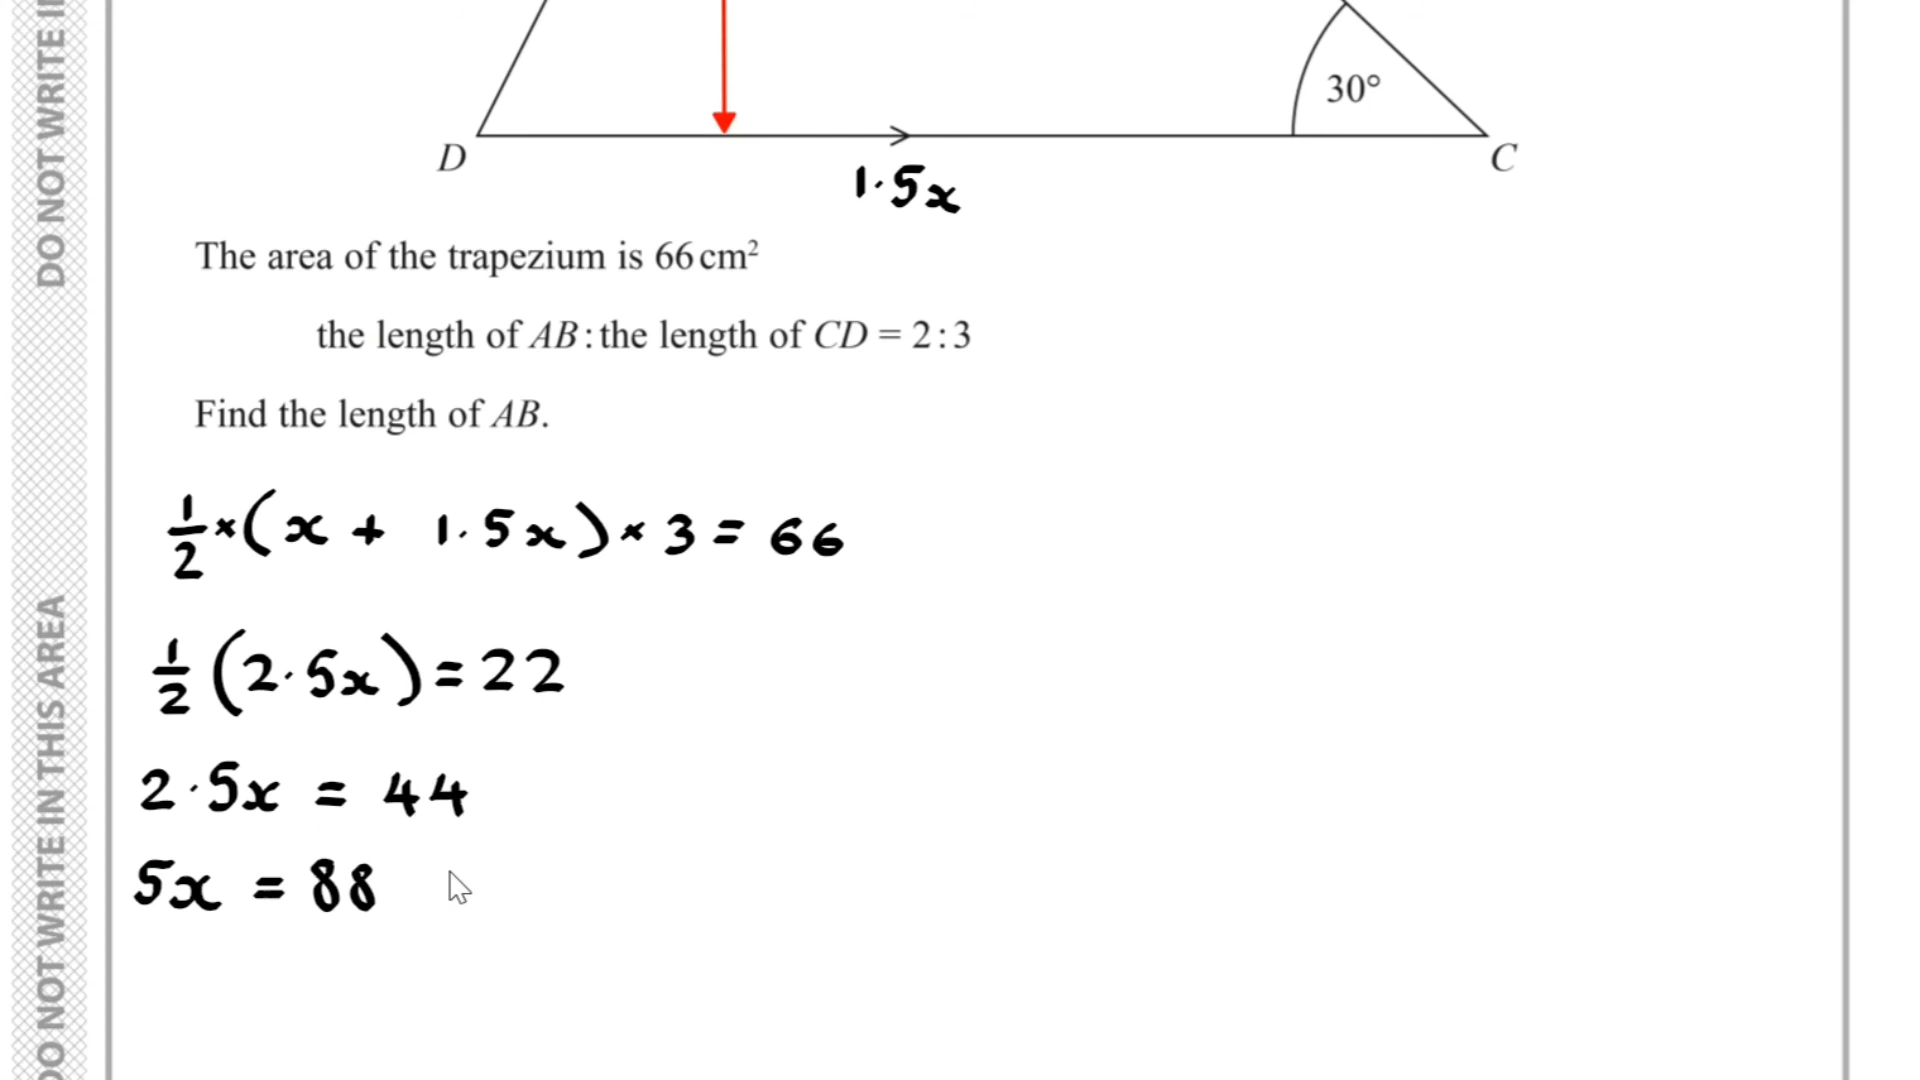 30°
D
C
1.5x
The area of the trapezium is 66 cm²
the length of AB : the length of CD = 2 : 3
Find the length of AB.
½ × (x + 1.5x) × 3 = 66
½ (2.5x) = 22
2.5x = 44
5x = 88
DO NOT WRITE I
DO NOT WRITE IN THIS AREA